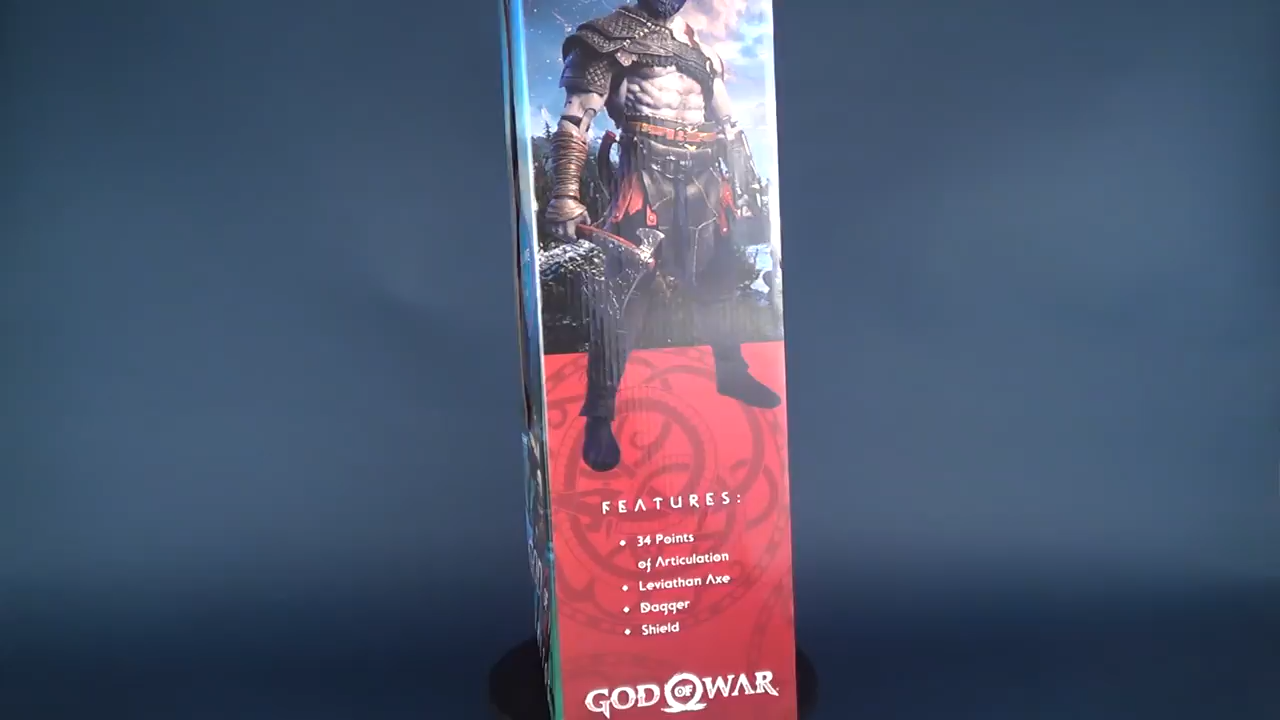 FEATURES:
• 34 Points
of Articulation
• Leviathan Axe
• Dagger
• Shield
GOD OF WAR